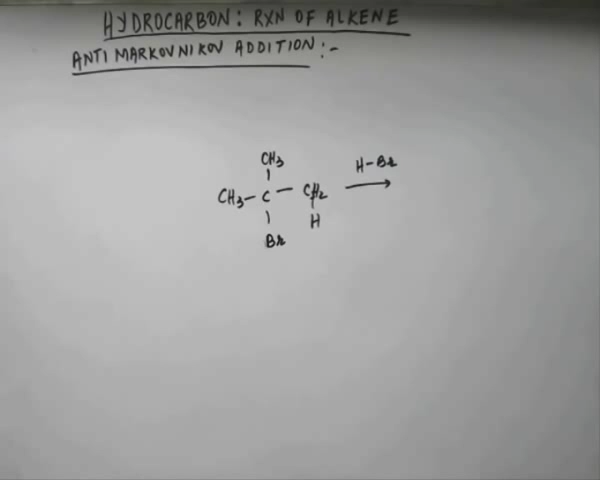 HYDROCARBON: RXN OF ALKENE
ANTI MARKOVNIKOV ADDITION :-
CH3
H-Br
CH3- C - CH2
H
Br